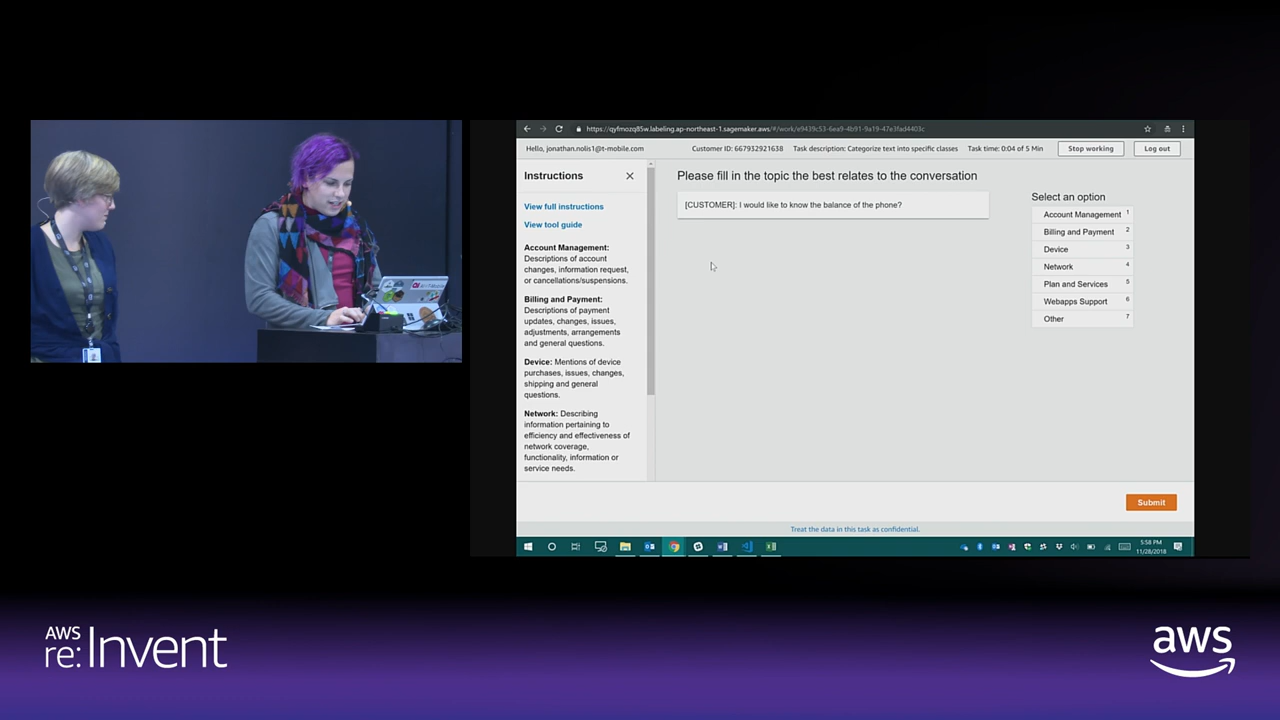 https://qyfmozq85w.labeling.ap-northeast-1.sagemaker.aws/#/work/e9439c53-6ea9-4b91-9a19-47e3fad4403c
Hello, jonathan.nolis1@t-mobile.com
Customer ID: 667932921638
Task description: Categorize text into specific classes
Task time: 0:04 of 5 Min
Stop working
Log out
Instructions
View full instructions
View tool guide
Account Management:
Descriptions of account
changes, information request,
or cancellations/suspensions.
Billing and Payment:
Descriptions of payment
updates, changes, issues,
adjustments, arrangements
and general questions.
Device: Mentions of device
purchases, issues, changes,
shipping and general
questions.
Network: Describing
information pertaining to
efficiency and effectiveness of
network coverage,
functionality, information or
service needs.
Please fill in the topic the best relates to the conversation
[CUSTOMER]: I would like to know the balance of the phone?
Select an option
Account Management 1
Billing and Payment 2
Device 3
Network 4
Plan and Services 5
Webapps Support 6
Other 7
Submit
Treat the data in this task as confidential.
5:58 PM
11/28/2018
AWS
re:Invent
aws